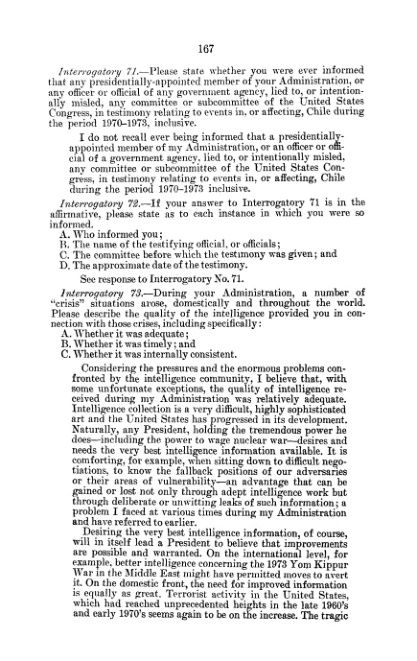 167
Interrogatory 71.—Please state whether you were ever informed
that any presidentially-appointed member of your Administration, or
any officer or official of any government agency, lied to, or intention-
ally misled, any committee or subcommittee of the United States
Congress, in testimony relating to events in, or affecting, Chile during
the period 1970–1973, inclusive.
I do not recall ever being informed that a presidentially-
appointed member of my Administration, or an officer or offi-
cial of a government agency, lied to, or intentionally misled,
any committee or subcommittee of the United States Con-
gress, in testimony relating to events in, or affecting, Chile
during the period 1970–1973 inclusive.
Interrogatory 72.—If your answer to Interrogatory 71 is in the
affirmative, please state as to each instance in which you were so
informed.
A. Who informed you;
B. The name of the testifying official, or officials;
C. The committee before which the testimony was given; and
D. The approximate date of the testimony.
See response to Interrogatory No. 71.
Interrogatory 73.—During your Administration, a number of
"crisis" situations arose, domestically and throughout the world.
Please describe the quality of the intelligence provided you in con-
nection with those crises, including specifically:
A. Whether it was adequate;
B. Whether it was timely; and
C. Whether it was internally consistent.
Considering the pressures and the enormous problems con-
fronted by the intelligence community, I believe that, with
some unfortunate exceptions, the quality of intelligence re-
ceived during my Administration was relatively adequate.
Intelligence collection is a very difficult, highly sophisticated
art and the United States has progressed in its development.
Naturally, any President, holding the tremendous power he
does—including the power to wage nuclear war—desires and
needs the very best intelligence information available. It is
comforting, for example, when sitting down to difficult nego-
tiations, to know the fallback positions of our adversaries
or their areas of vulnerability—an advantage that can be
gained or lost not only through adept intelligence work but
through deliberate or unwitting leaks of such information; a
problem I faced at various times during my Administration
and have referred to earlier.
Desiring the very best intelligence information, of course,
will in itself lead a President to believe that improvements
are possible and warranted. On the international level, for
example, better intelligence concerning the 1973 Yom Kippur
War in the Middle East might have permitted moves to avert
it. On the domestic front, the need for improved information
is equally as great. Terrorist activity in the United States,
which had reached unprecedented heights in the late 1960's
and early 1970's seems again to be on the increase. The tragic